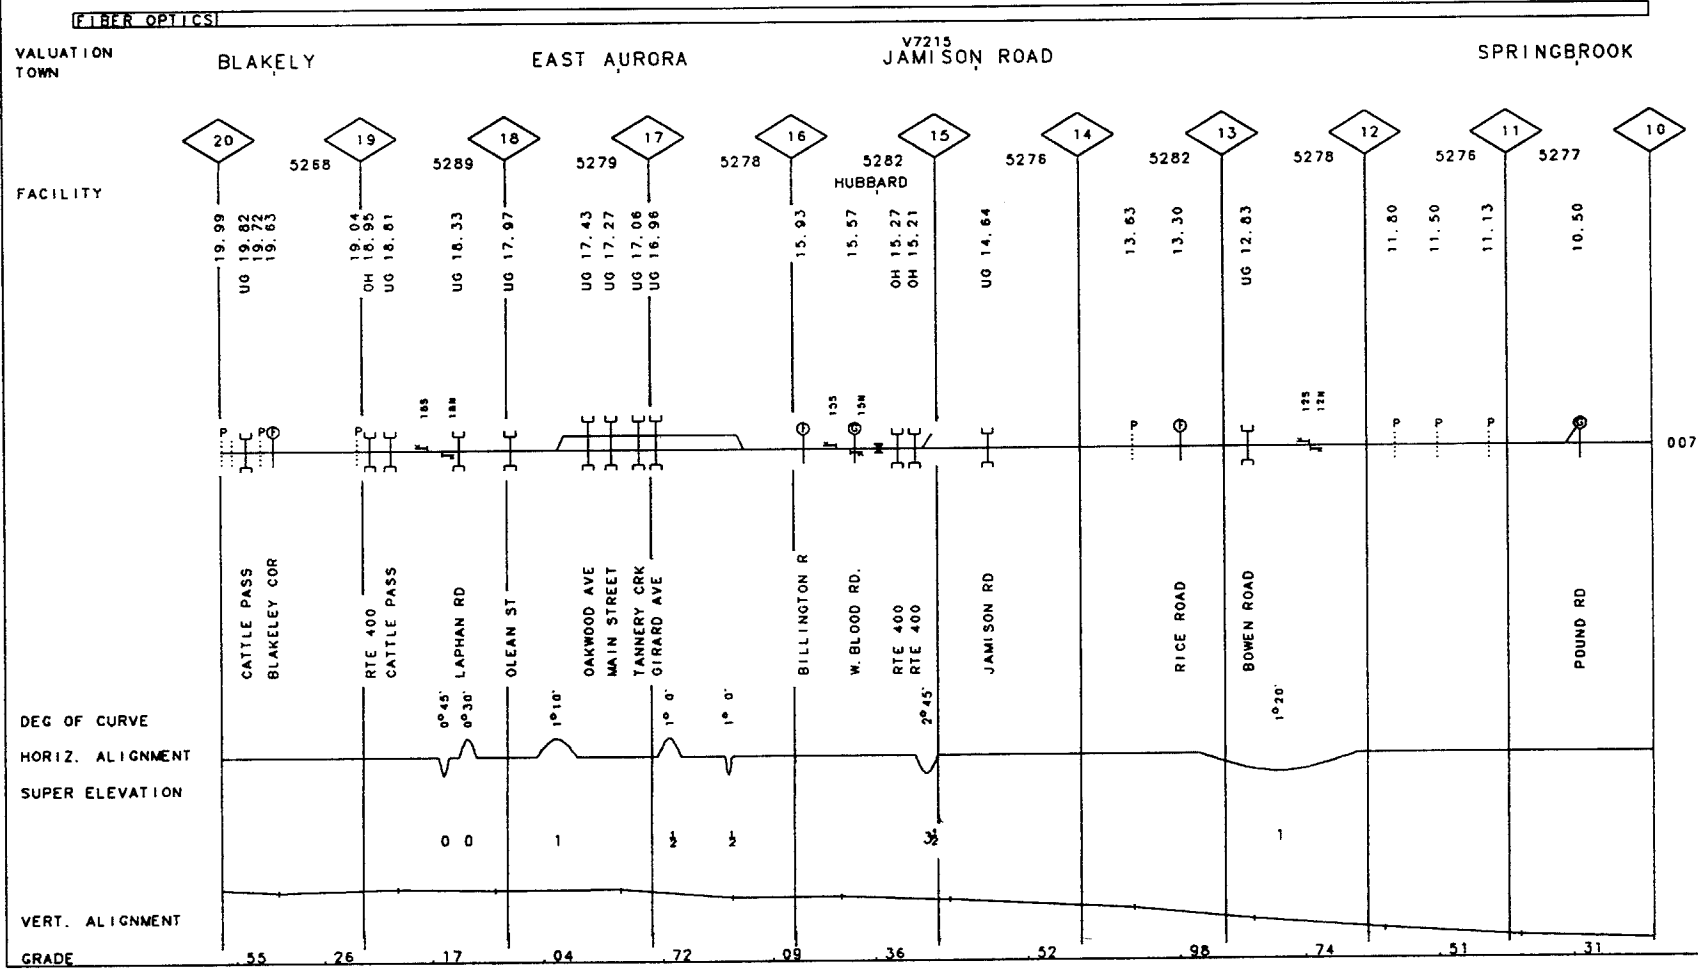 FIBER OPTICS
VALUATION
V7215
TOWN BLAKELY EAST AURORA JAMISON ROAD SPRINGBROOK
20 19 18 17 16 15 14 13 12 11 10
5268 5289 5279 5278 5282 5276 5282 5278 5276 5277
HUBBARD
FACILITY
19.99
UG 19.82
19.72
19.63
19.04
OH 18.95
UG 18.81
UG 18.33
UG 17.97
UG 17.43
UG 17.27
UG 17.06
UG 16.96
15.93
15.57
OH 15.27
OH 15.21
UG 14.64
13.63
13.30
UG 12.83
11.80
11.50
11.13
10.50
18S 18N 15S 15N 12S 12N
P P F P F G P F P P P G
007
CATTLE PASS
BLAKELEY COR
RTE 400
CATTLE PASS
LAPHAN RD
OLEAN ST
OAKWOOD AVE
MAIN STREET
TANNERY CRK
GIRARD AVE
BILLINGTON R
W. BLOOD RD.
RTE 400
RTE 400
JAMISON RD
RICE ROAD
BOWEN ROAD
POUND RD
DEG OF CURVE 0°45' 0°30' 1°10' 1° 0' 1° 0' 2°45' 1°20'
HORIZ. ALIGNMENT
SUPER ELEVATION
0 0 1 ½ ½ 3½ 1
VERT. ALIGNMENT
GRADE .55 .26 .17 .04 .72 .09 .36 .52 .98 .74 .51 .31